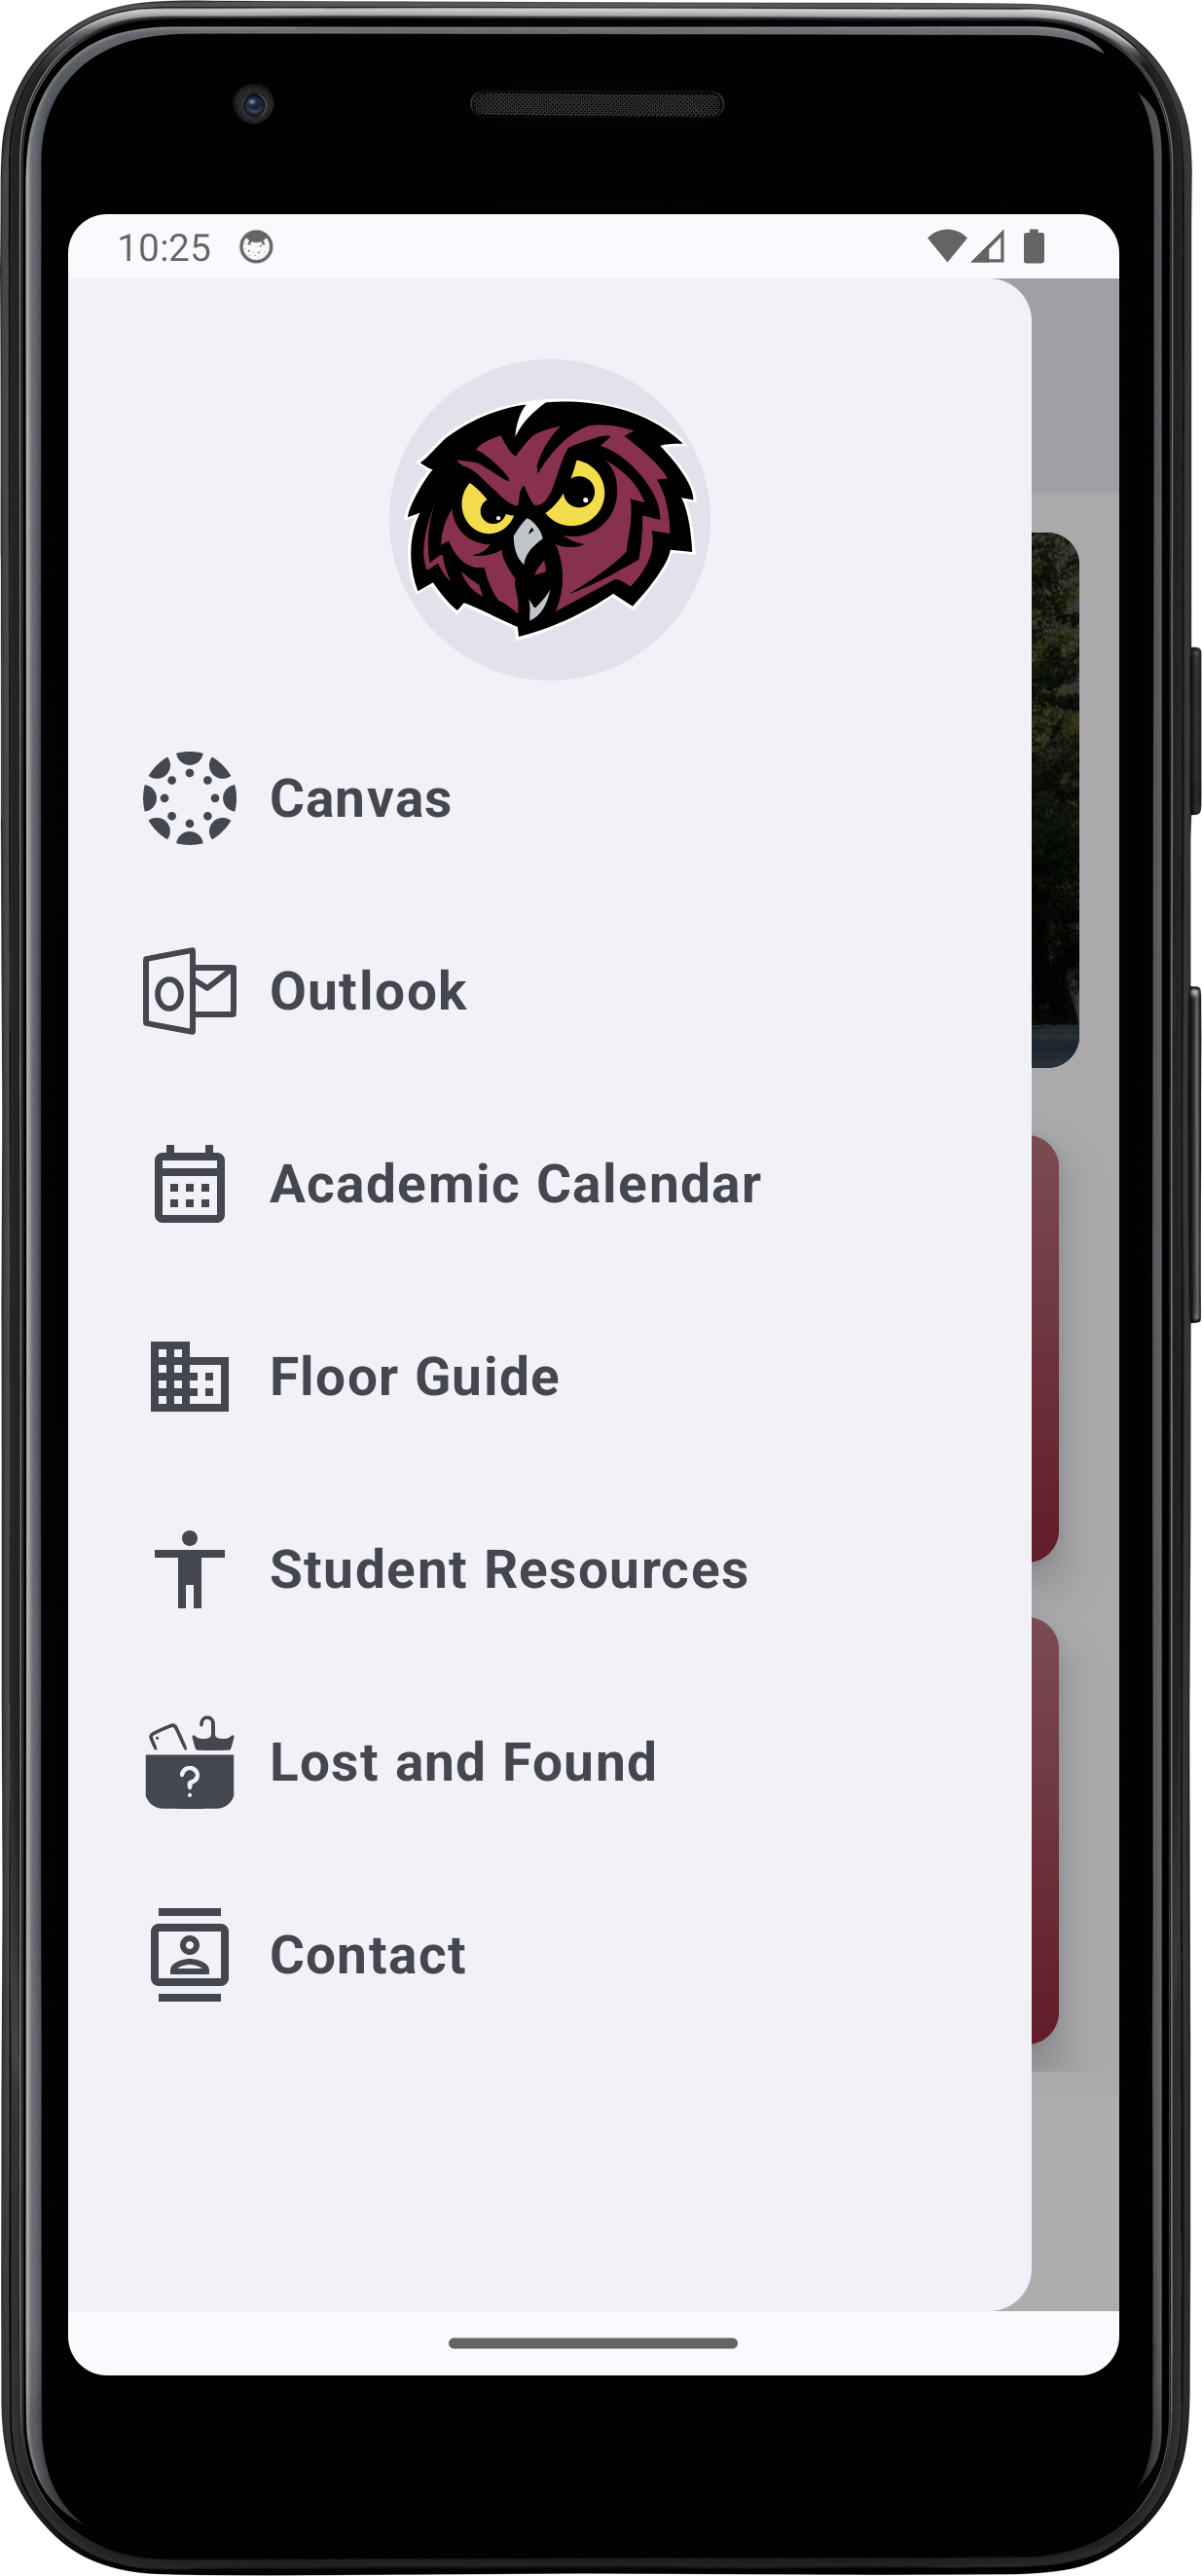 10:25
Canvas
Outlook
Academic Calendar
Floor Guide
Student Resources
Lost and Found
Contact